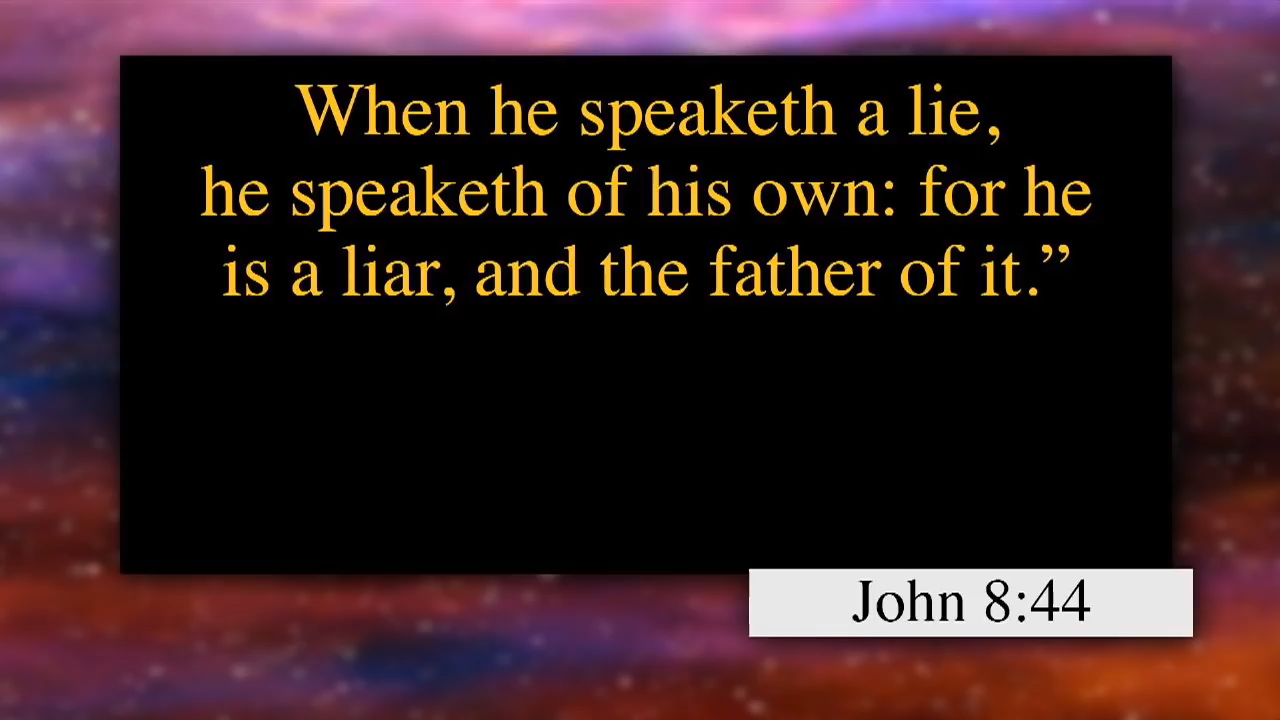 When he speaketh a lie,
he speaketh of his own: for he
is a liar, and the father of it.”
John 8:44